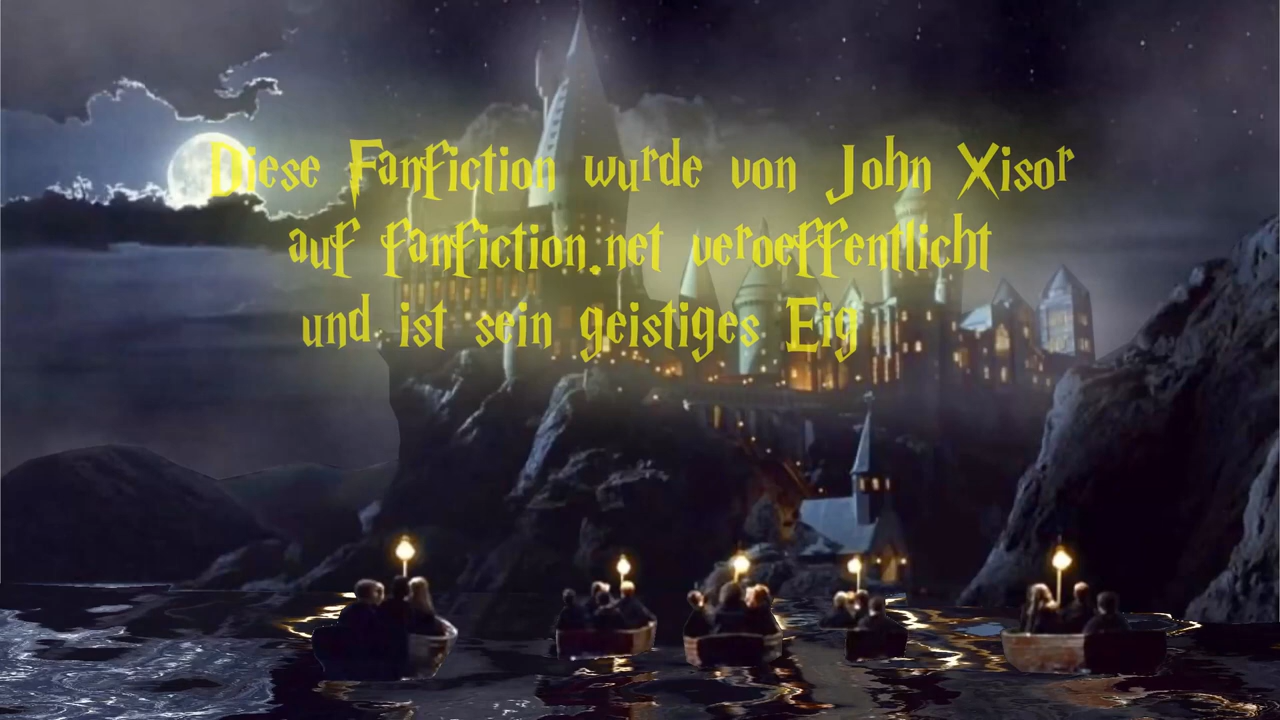 Diese Fanfiction wurde von John Xisor
auf fanfiction.net veroeffentlicht
und ist sein geistiges Eig